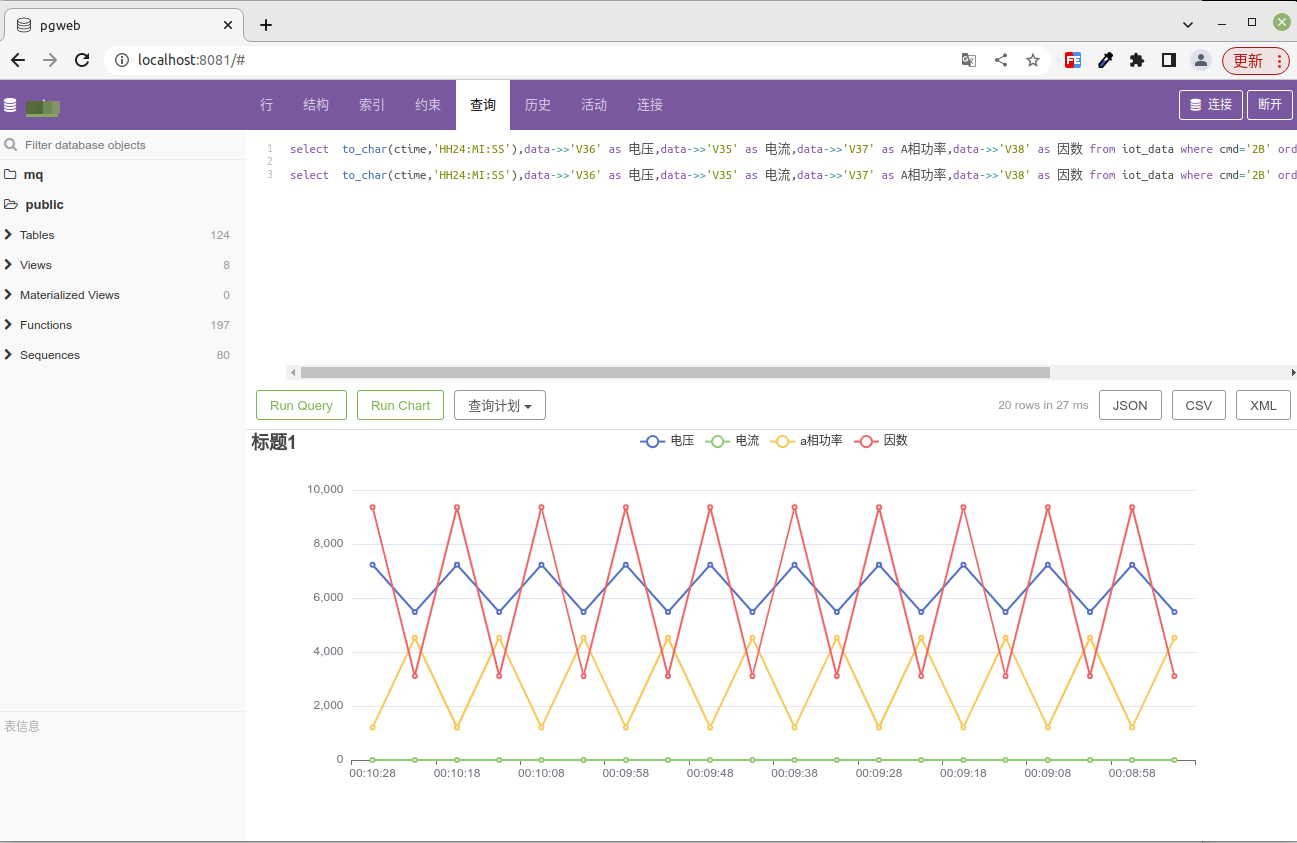 pgweb
localhost:8081/#
更新
行 结构 索引 约束 查询 历史 活动 连接 连接 断开
Filter database objects
mq
public
Tables 124
Views 8
Materialized Views 0
Functions 197
Sequences 80
表信息
1 select to_char(ctime,'HH24:MI:SS'),data->>'V36' as 电压,data->>'V35' as 电流,data->>'V37' as A相功率,data->>'V38' as 因数 from iot_data where cmd='2B' ord
2
3 select to_char(ctime,'HH24:MI:SS'),data->>'V36' as 电压,data->>'V35' as 电流,data->>'V37' as A相功率,data->>'V38' as 因数 from iot_data where cmd='2B' ord
Run Query Run Chart 查询计划 20 rows in 27 ms JSON CSV XML
标题1 电压 电流 a相功率 因数
10,000
8,000
6,000
4,000
2,000
0
00:10:28 00:10:18 00:10:08 00:09:58 00:09:48 00:09:38 00:09:28 00:09:18 00:09:08 00:08:58